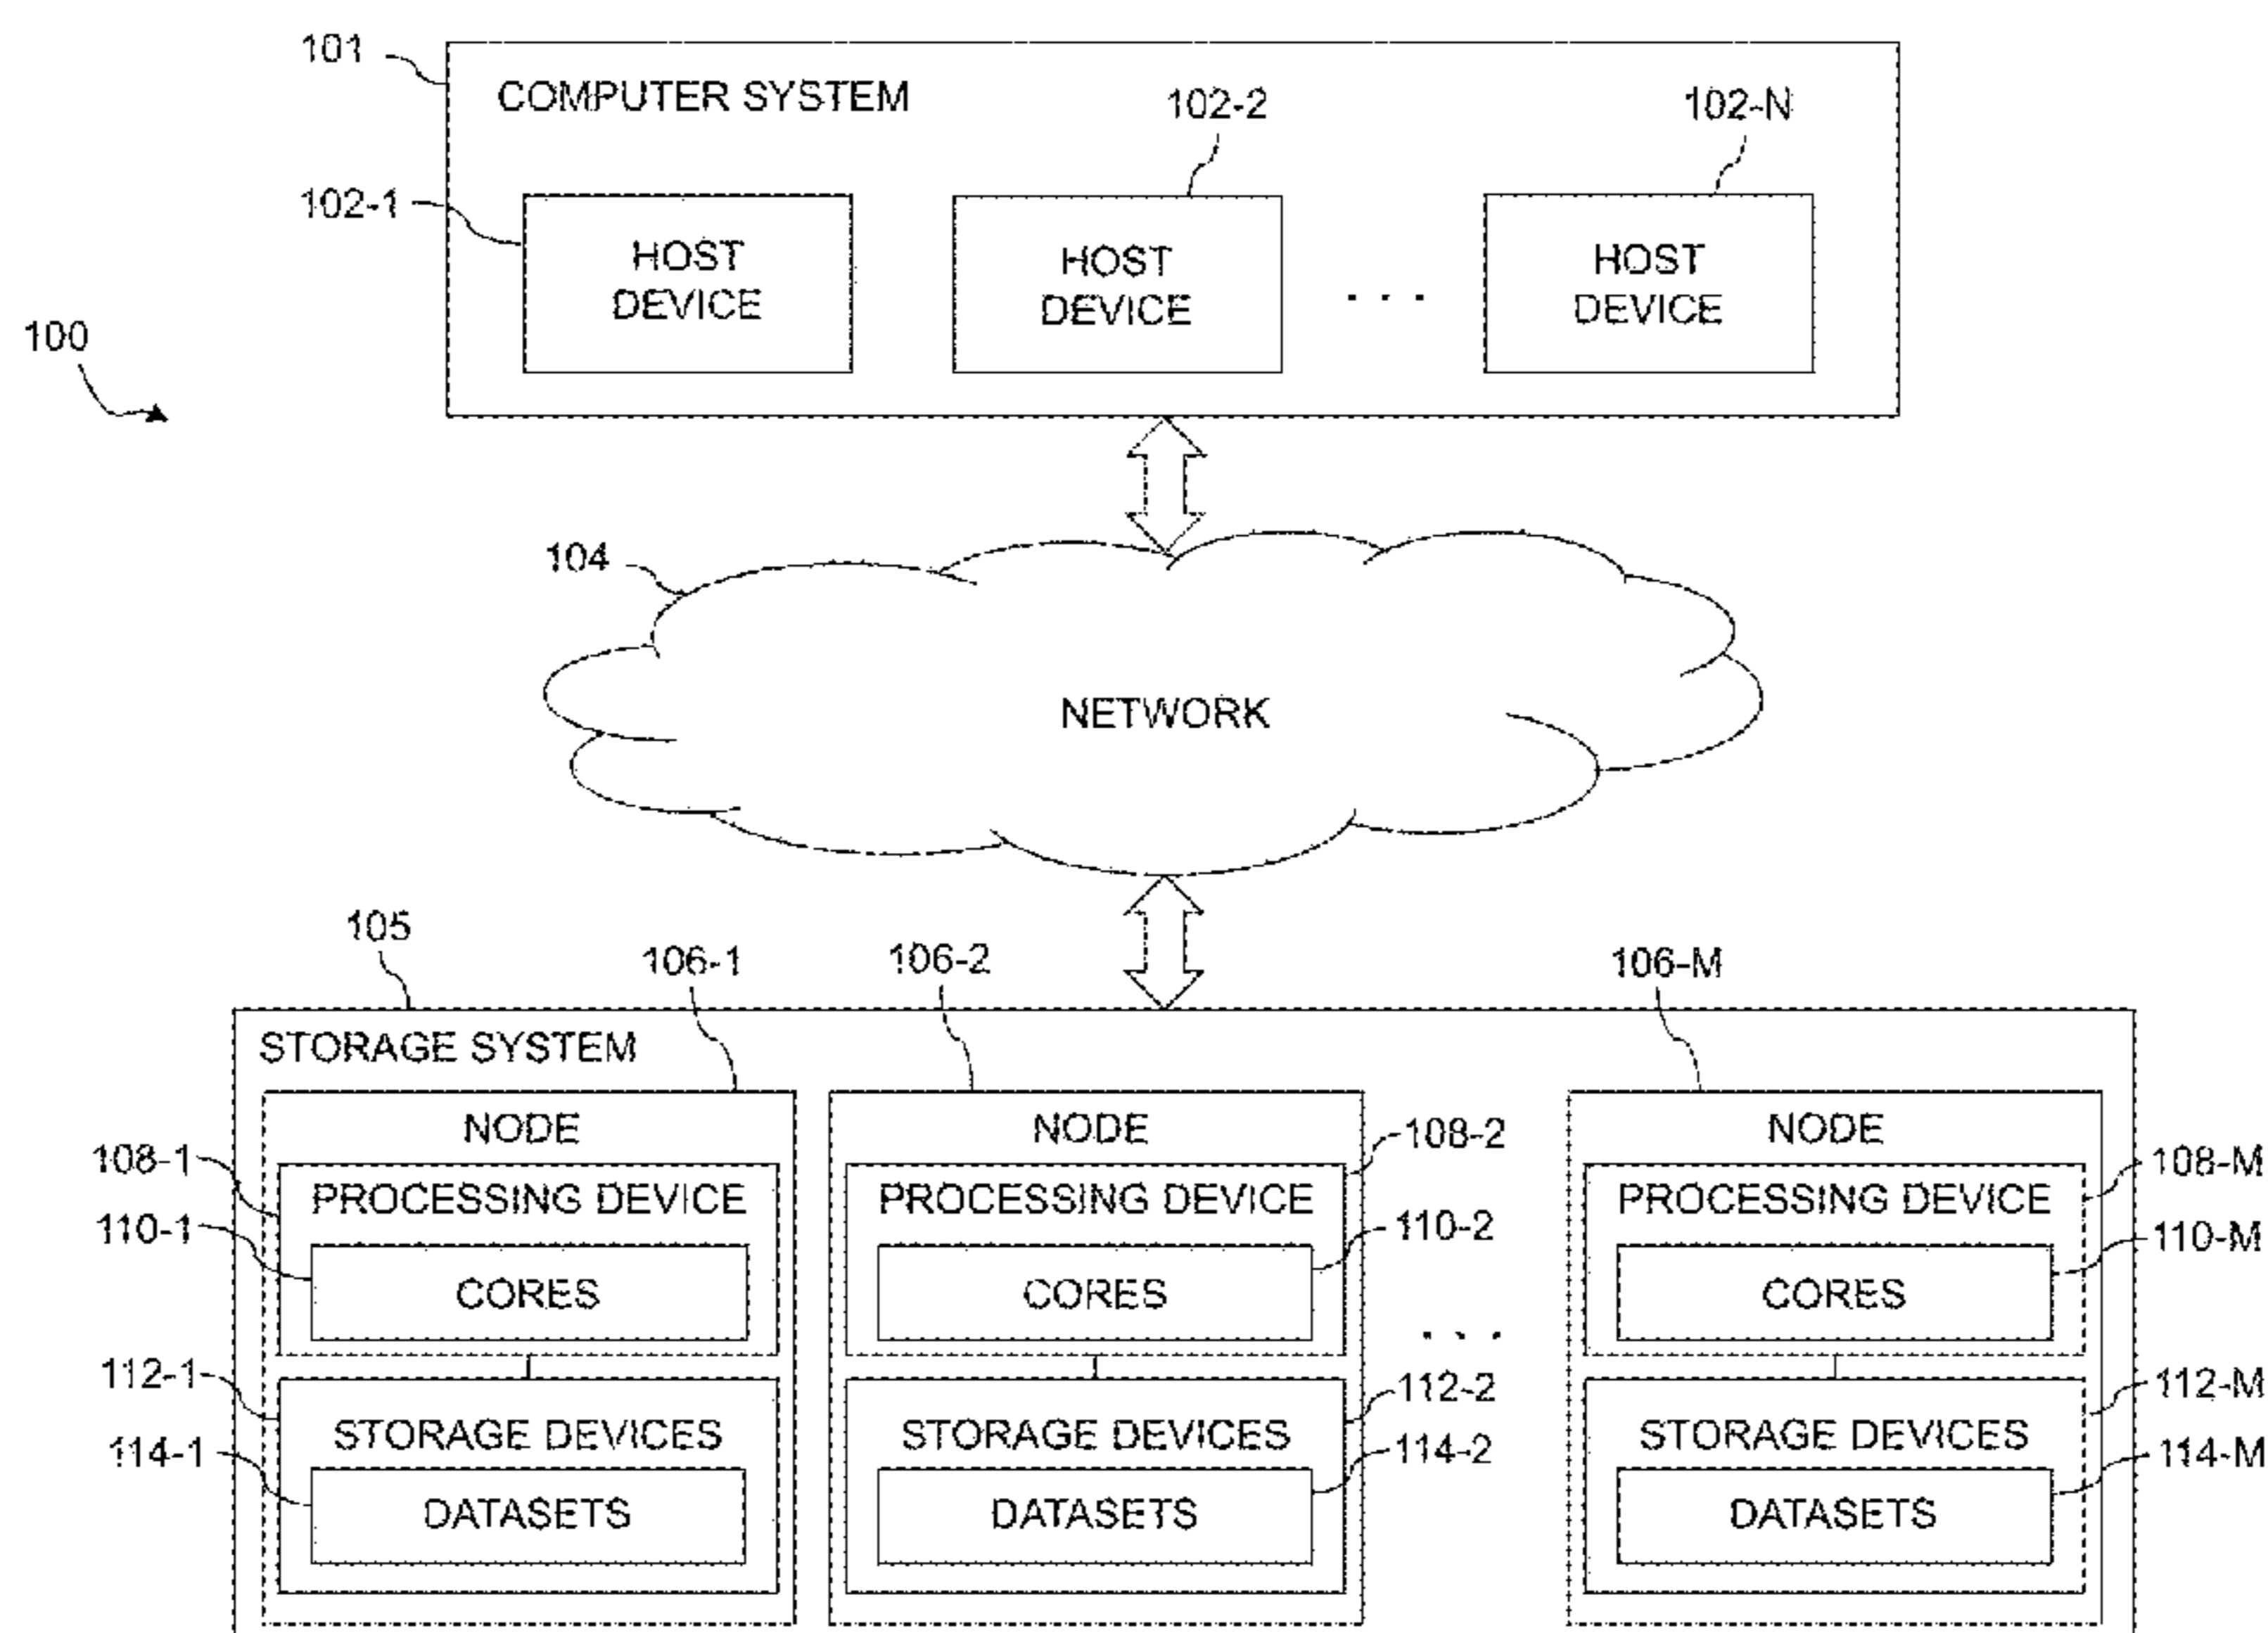 101
COMPUTER SYSTEM
102-2
102-N
102-1
HOST
DEVICE
HOST
DEVICE
. . .
HOST
DEVICE
100
104
NETWORK
105
106-1
106-2
106-M
STORAGE SYSTEM
NODE
NODE
NODE
108-1
PROCESSING DEVICE
PROCESSING DEVICE
108-2
PROCESSING DEVICE
108-M
110-1
CORES
110-2
CORES
110-M
CORES
. . .
112-1
STORAGE DEVICES
112-2
STORAGE DEVICES
112-M
STORAGE DEVICES
114-1
DATASETS
114-2
DATASETS
114-M
DATASETS